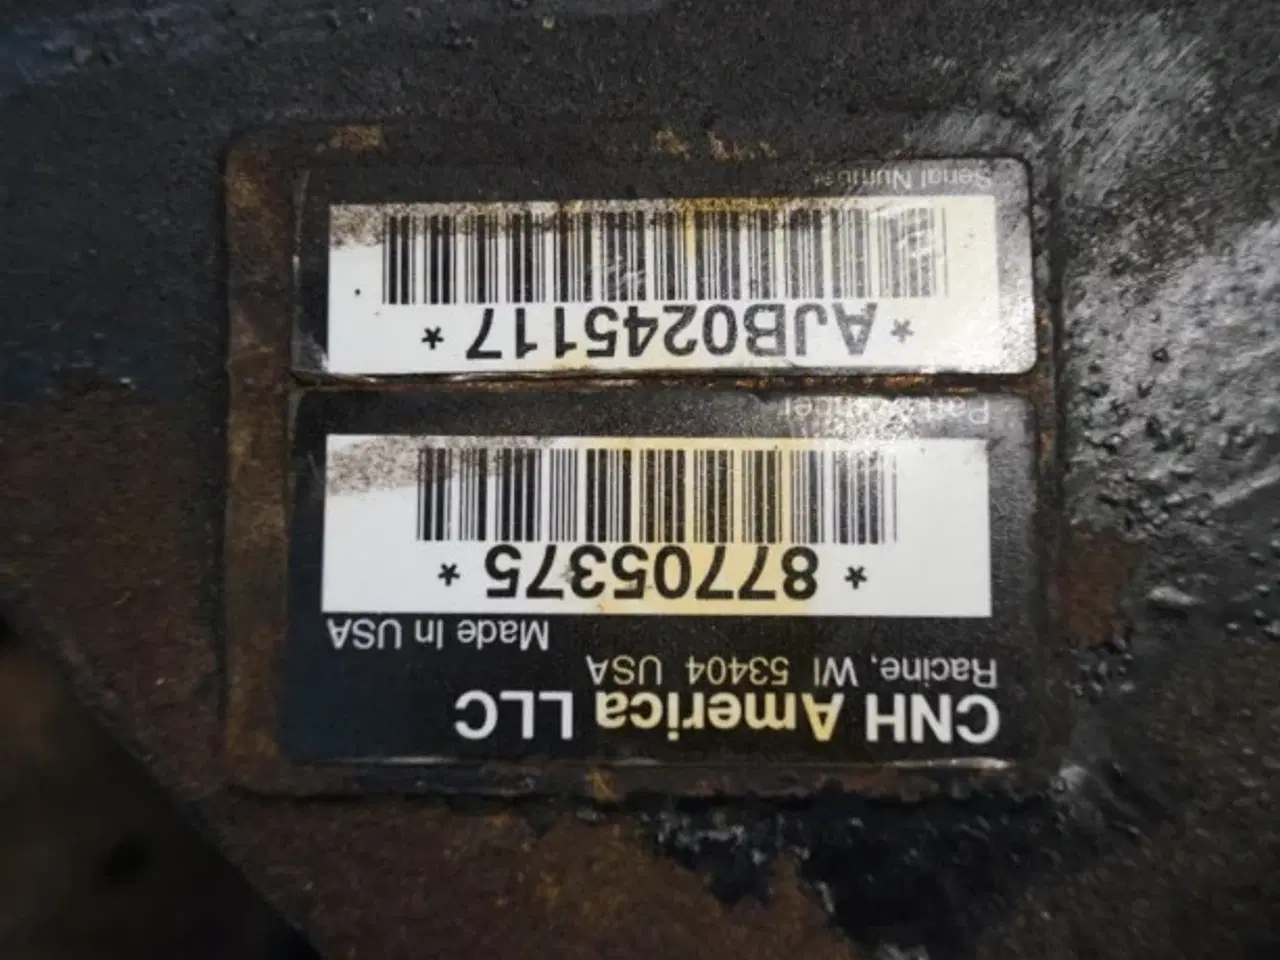 CNH America LLC
Racine, WI 53404 USA
Made In USA
* 87705375 *
Part Number
* AJB0245117 *
Serial Number